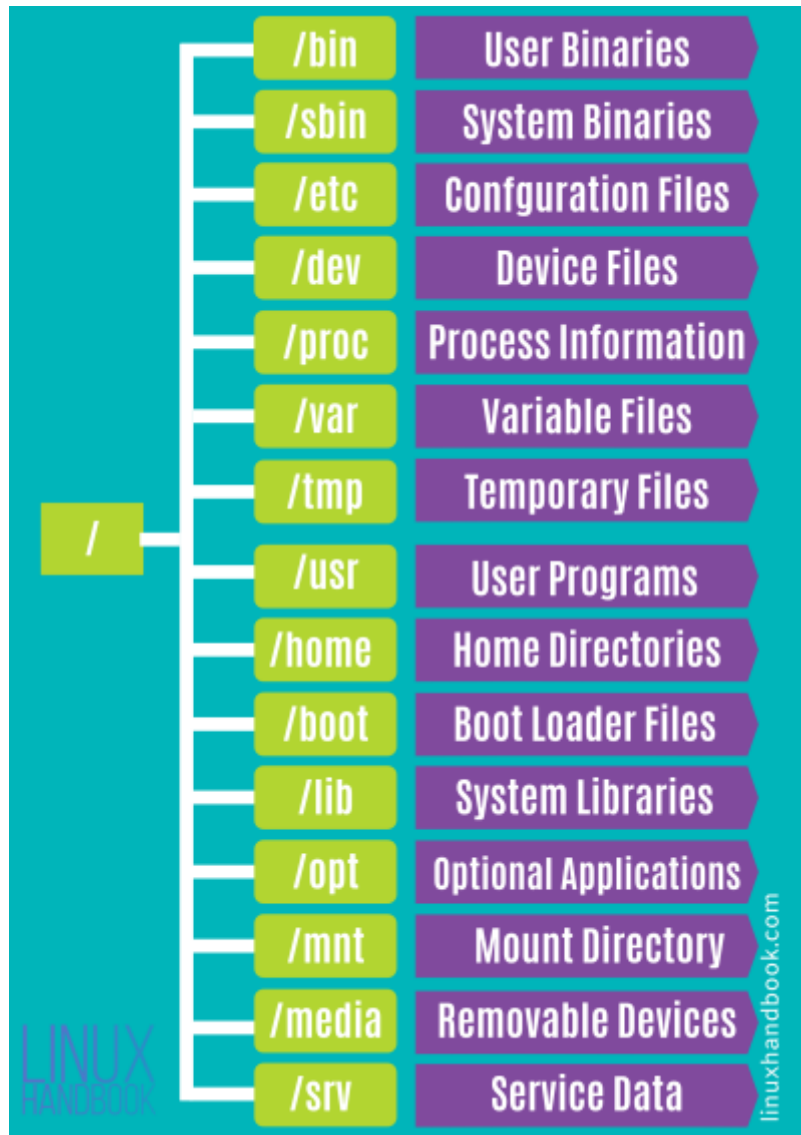 /bin User Binaries
/sbin System Binaries
/etc Confguration Files
/dev Device Files
/proc Process Information
/var Variable Files
/tmp Temporary Files
/
/usr User Programs
/home Home Directories
/boot Boot Loader Files
/lib System Libraries
/opt Optional Applications
/mnt Mount Directory
/media Removable Devices
/srv Service Data
LINUX
HANDBOOK
linuxhandbook.com